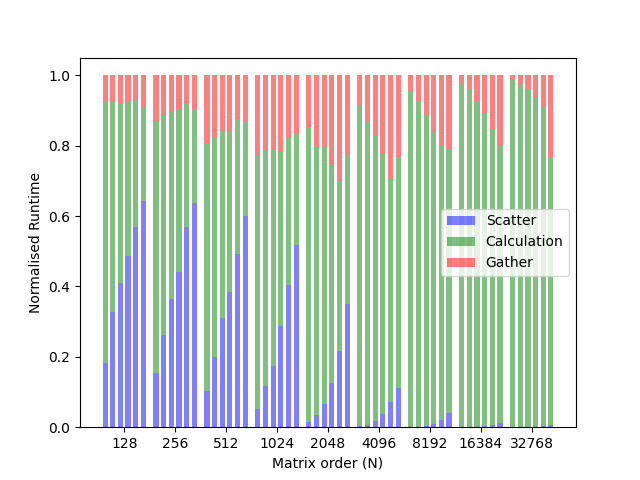 1.0
0.8
0.6
0.4
0.2
0.0
Normalised Runtime
Scatter
Calculation
Gather
128 256 512 1024 2048 4096 8192 16384 32768
Matrix order (N)